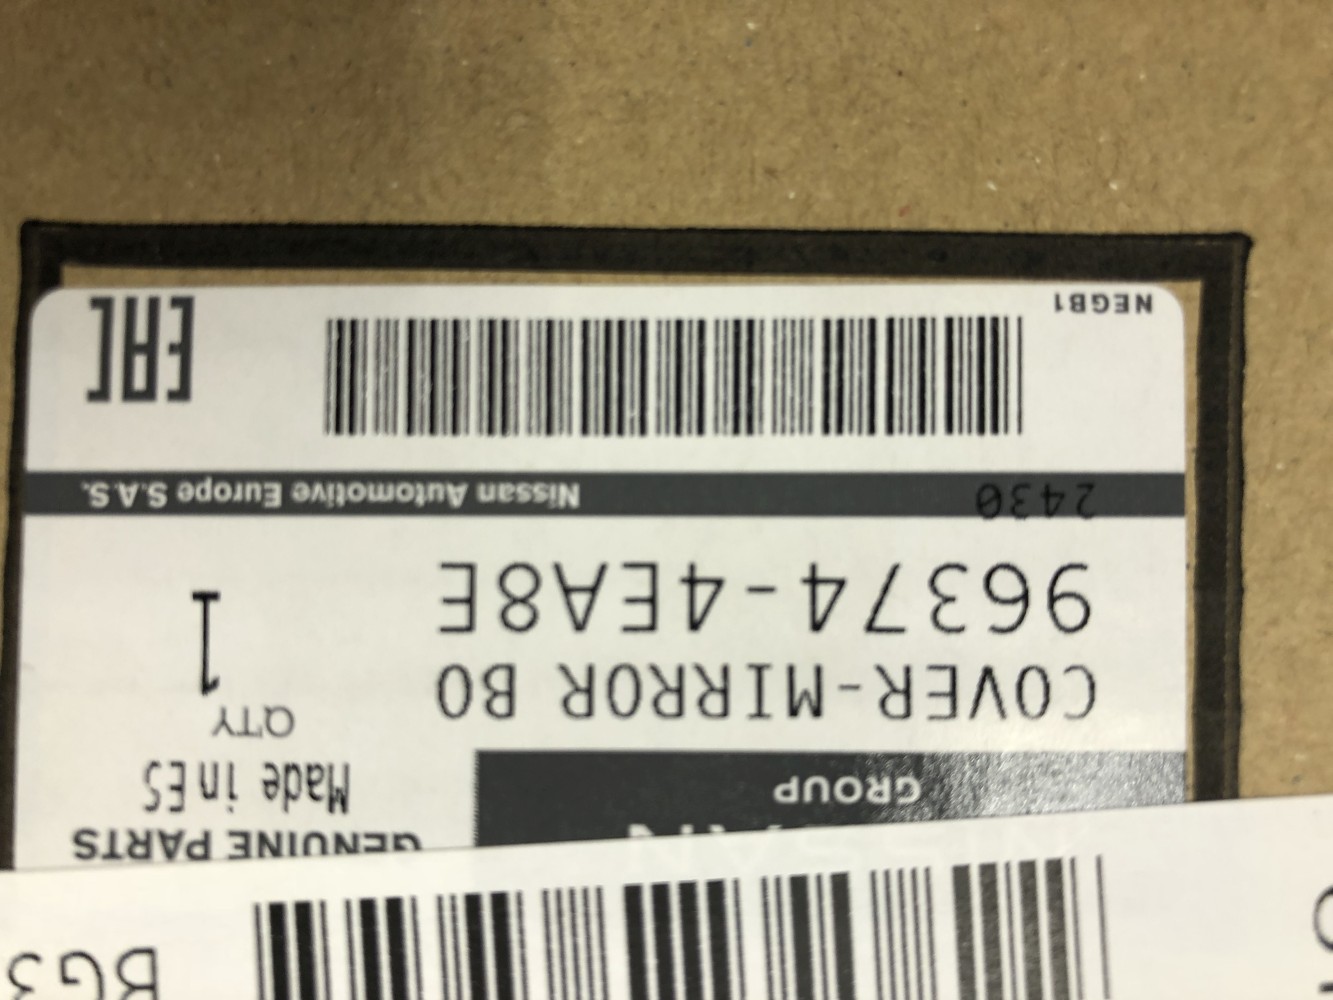 NISSAN
GROUP
GENUINE PARTS
Made in ES
COVER-MIRROR BO
QTY
1
96374-4EA8E
2430
Nissan Automotive Europe S.A.S.
NEGB1
EAC
BG3